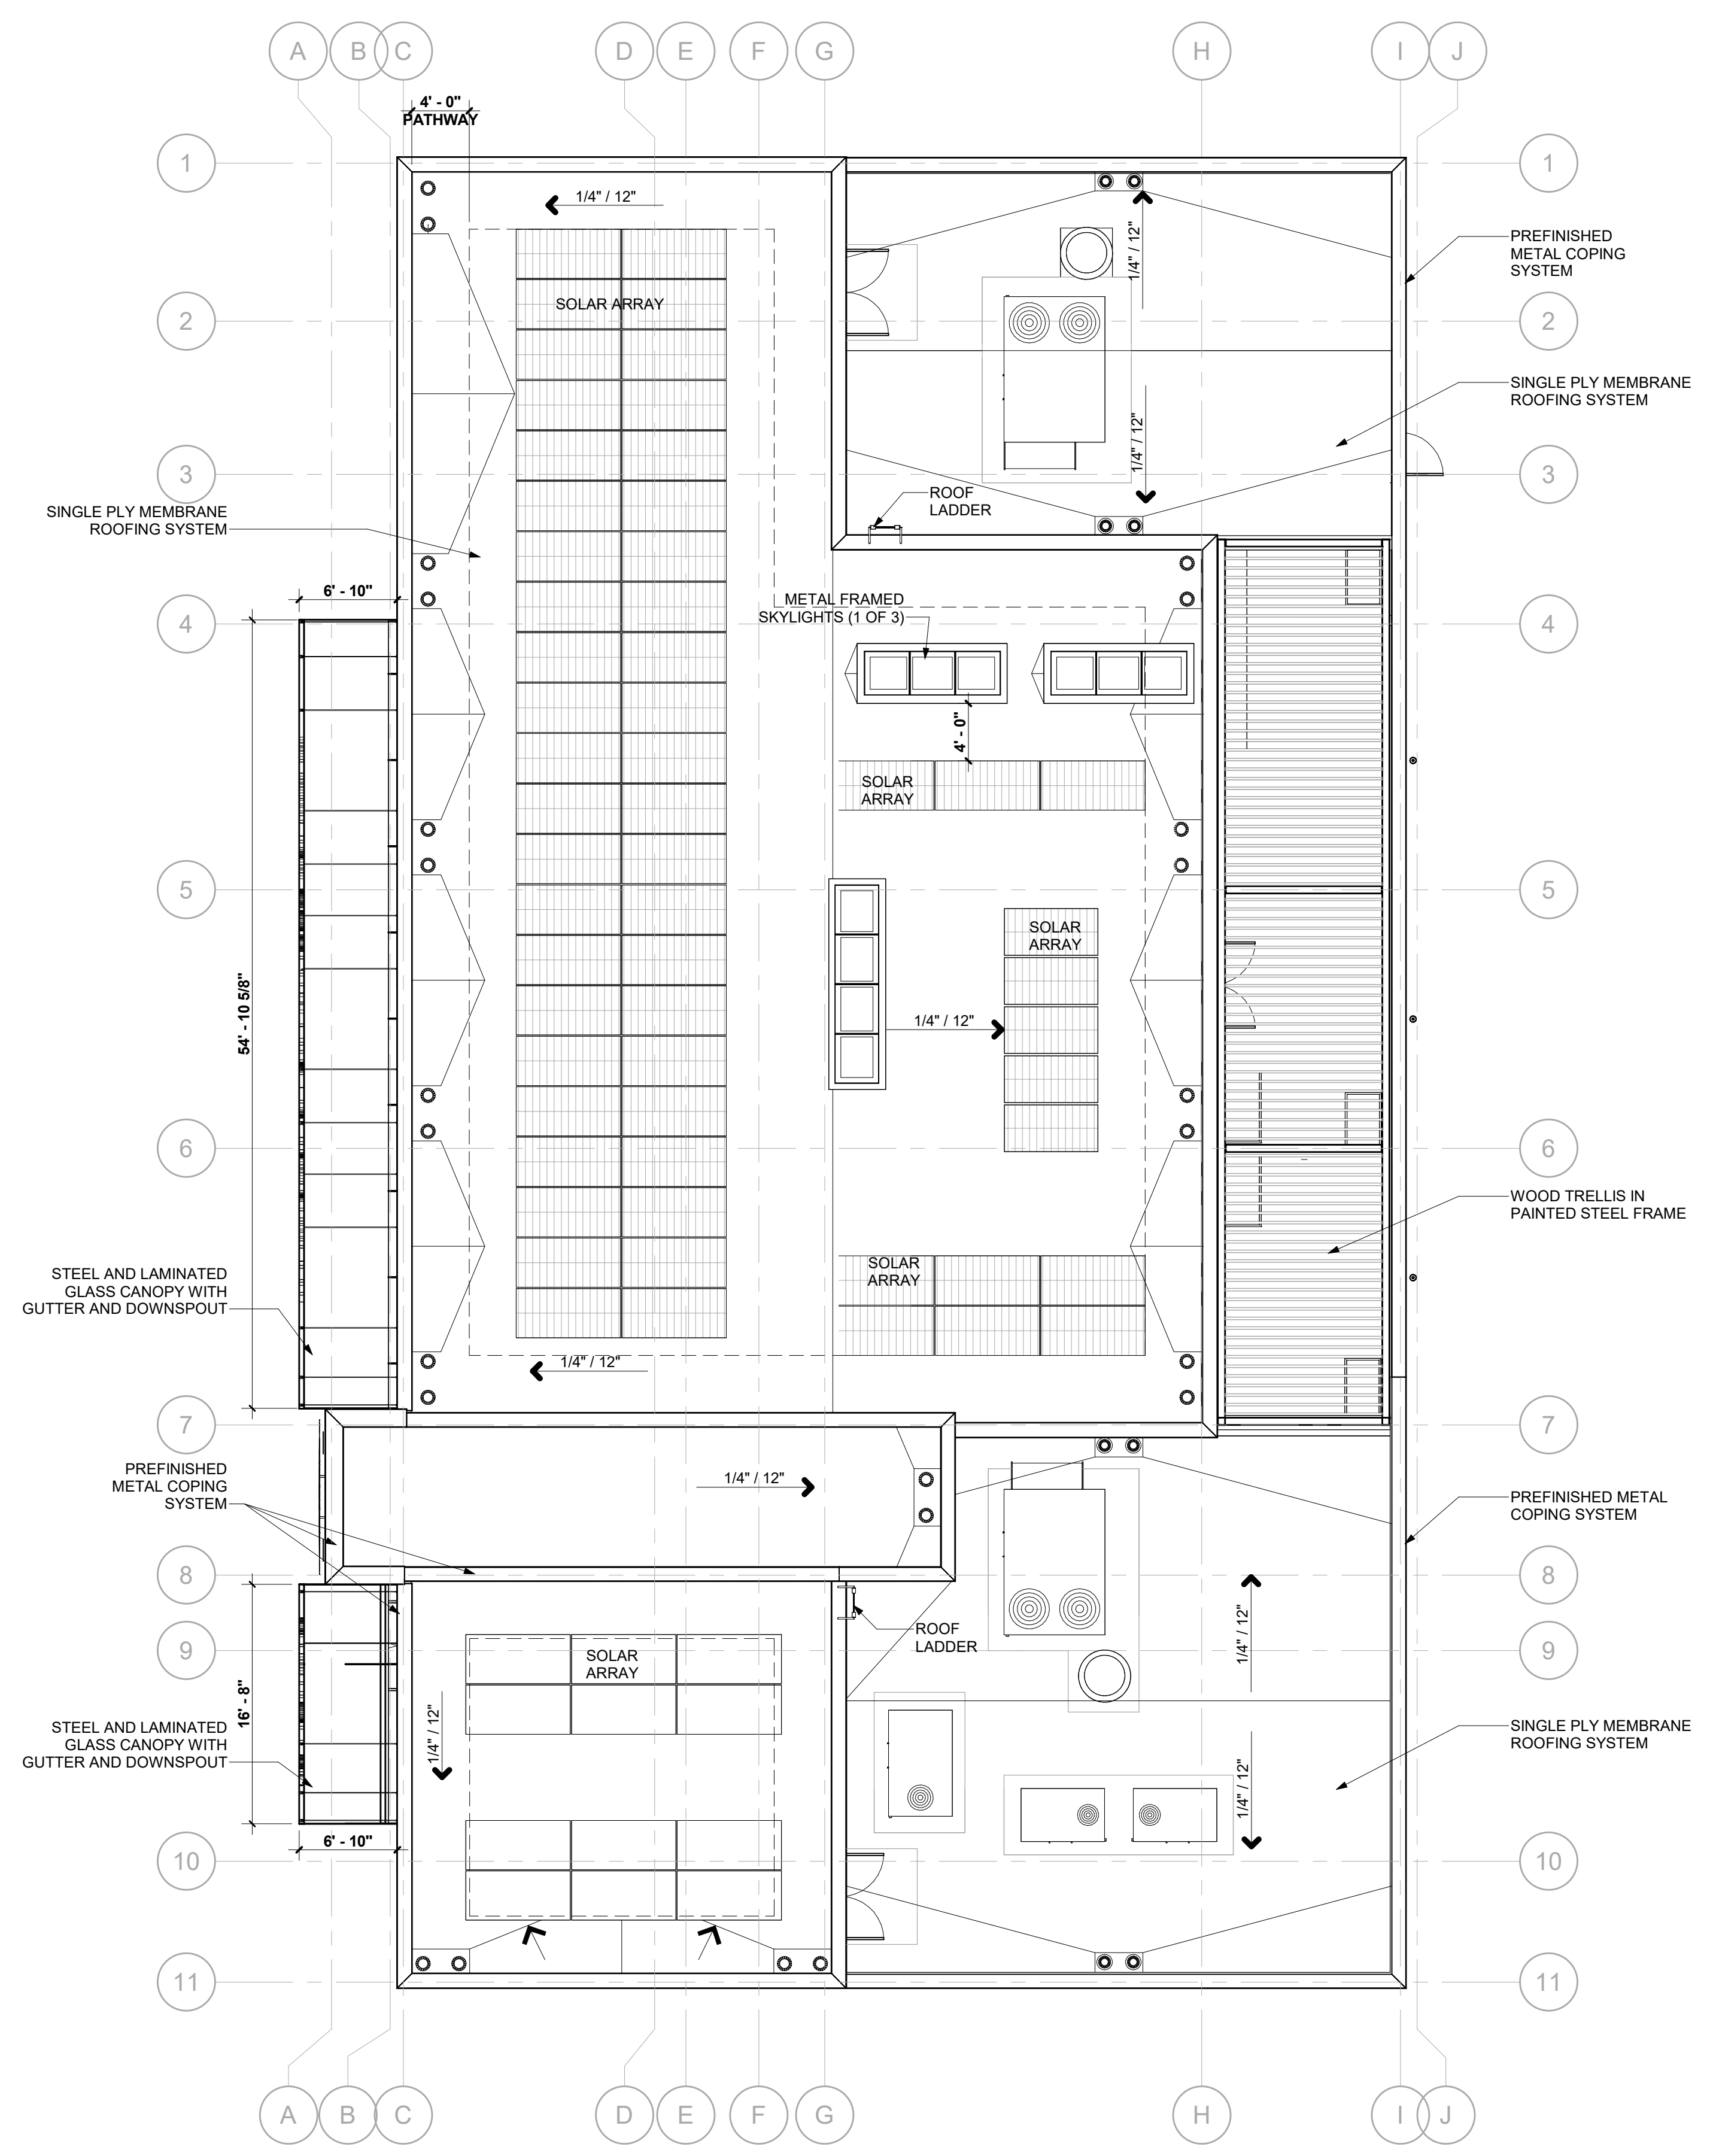 A B C D E F G H I J
4' - 0"
PATHWAY
1
1
1/4" / 12"
1/4" / 12"
PREFINISHED
METAL COPING
SYSTEM
SOLAR ARRAY
2
2
SINGLE PLY MEMBRANE
ROOFING SYSTEM
1/4" / 12"
3
3
ROOF
LADDER
SINGLE PLY MEMBRANE
ROOFING SYSTEM
6' - 10"
METAL FRAMED
SKYLIGHTS (1 OF 3)
4
4
4' - 0"
SOLAR
ARRAY
5
5
SOLAR
ARRAY
54' - 10 5/8"
1/4" / 12"
6
6
WOOD TRELLIS IN
PAINTED STEEL FRAME
SOLAR
ARRAY
STEEL AND LAMINATED
GLASS CANOPY WITH
GUTTER AND DOWNSPOUT
1/4" / 12"
7
7
PREFINISHED
METAL COPING
SYSTEM
1/4" / 12"
PREFINISHED METAL
COPING SYSTEM
8
8
ROOF
LADDER
1/4" / 12"
9
9
SOLAR
ARRAY
16' - 8"
1/4" / 12"
STEEL AND LAMINATED
GLASS CANOPY WITH
GUTTER AND DOWNSPOUT
SINGLE PLY MEMBRANE
ROOFING SYSTEM
1/4" / 12"
6' - 10"
10
10
11
11
A B C D E F G H I J